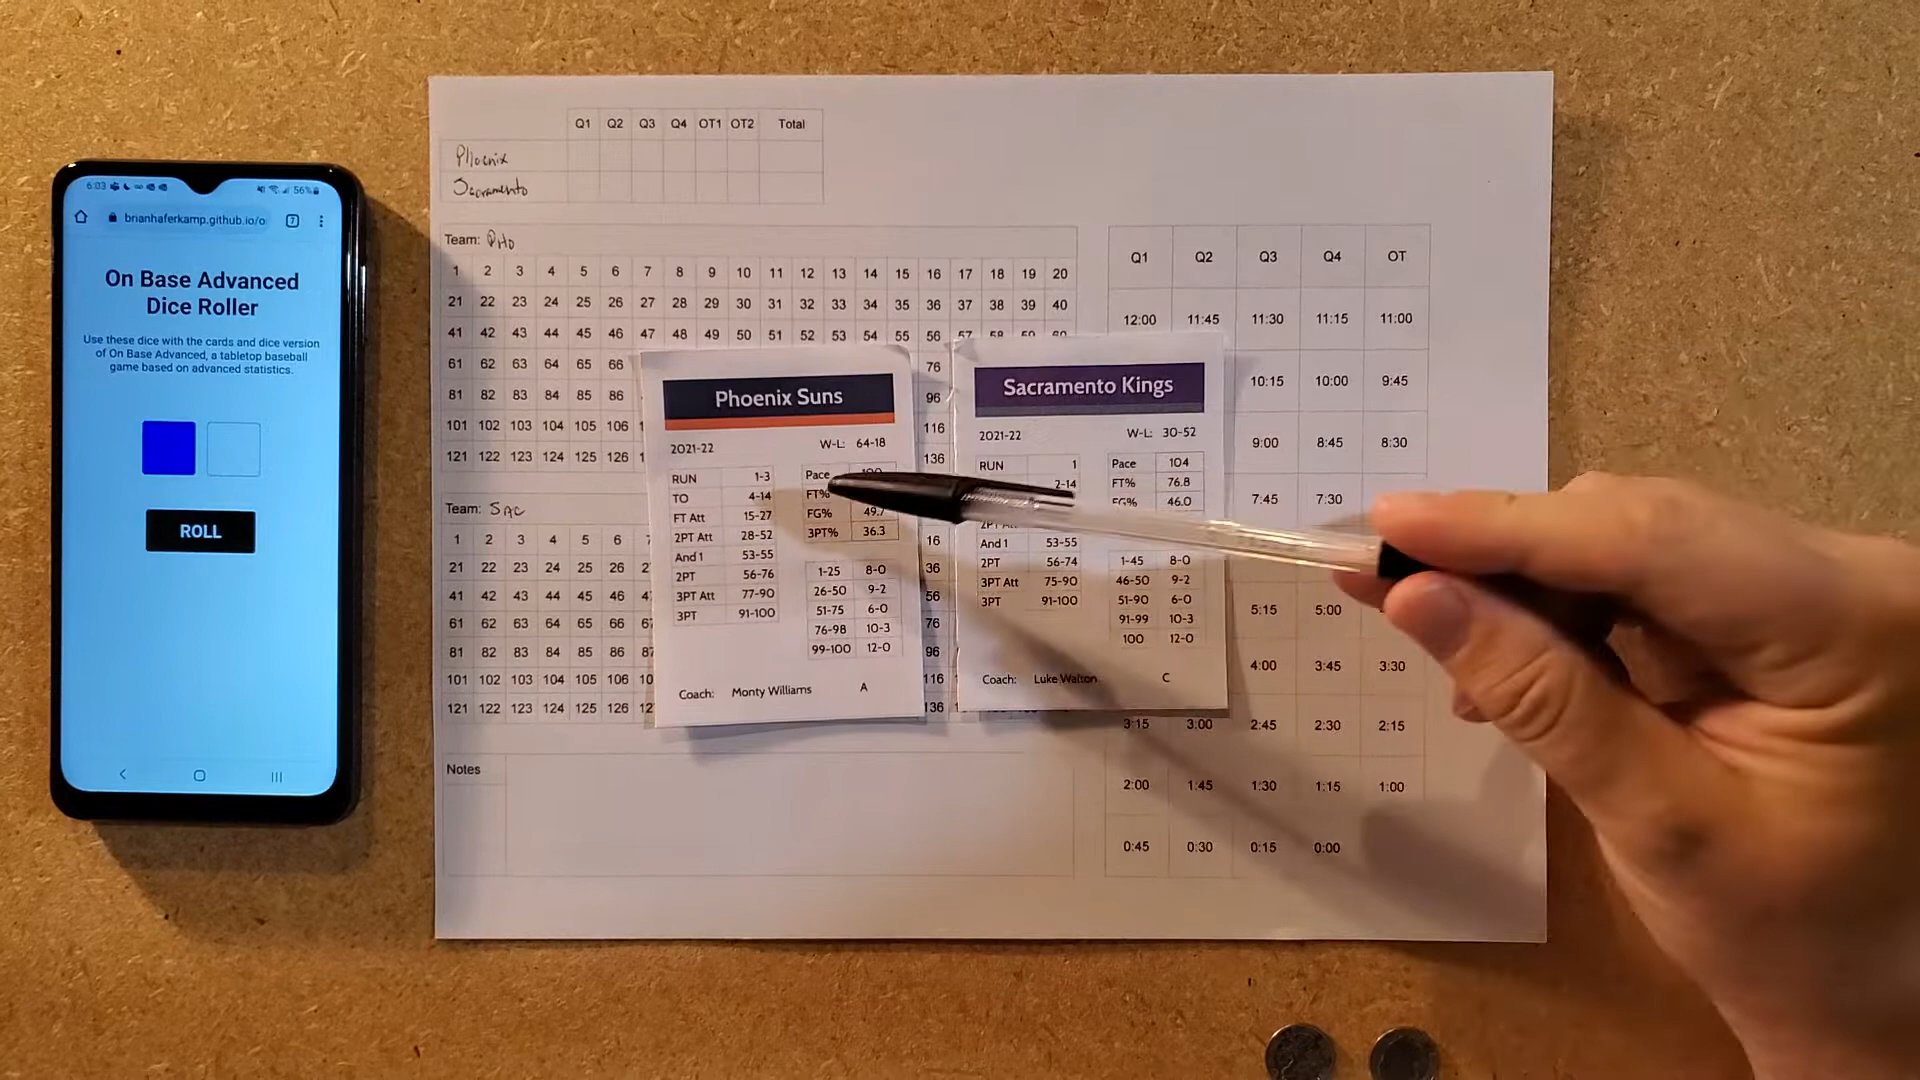 6:03 56%
brianhaferkamp.github.io/o 7
On Base Advanced
Dice Roller
Use these dice with the cards and dice version
of On Base Advanced, a tabletop baseball
game based on advanced statistics.
ROLL
Q1 Q2 Q3 Q4 OT1 OT2 Total
Phoenix
Sacramento
Team: PHO
1 2 3 4 5 6 7 8 9 10 11 12 13 14 15 16 17 18 19 20
21 22 23 24 25 26 27 28 29 30 31 32 33 34 35 36 37 38 39 40
41 42 43 44 45 46 47 48 49 50 51 52 53 54 55 56 57 58 59 60
61 62 63 64 65 66 76
81 82 83 84 85 86 96
101 102 103 104 105 106 116
121 122 123 124 125 126 136
Team: SAC
1 2 3 4 5 6 16
21 22 23 24 25 26 36
41 42 43 44 45 46 56
61 62 63 64 65 66 76
81 82 83 84 85 86 96
101 102 103 104 105 106 116
121 122 123 124 125 126 136
Notes
Phoenix Suns
2021-22 W-L: 64-18
RUN 1-3
TO 4-14
FT Att 15-27
2PT Att 28-52
And 1 53-55
2PT 56-76
3PT Att 77-90
3PT 91-100
Pace
FT%
FG% 49.7
3PT% 36.3
1-25 8-0
26-50 9-2
51-75 6-0
76-98 10-3
99-100 12-0
Coach: Monty Williams A
Sacramento Kings
2021-22 W-L: 30-52
RUN 1
2-14
And 1 53-55
2PT 56-74
3PT Att 75-90
3PT 91-100
Pace 104
FT% 76.8
FG% 46.0
1-45 8-0
46-50 9-2
51-90 6-0
91-99 10-3
100 12-0
Coach: Luke Walton C
Q1 Q2 Q3 Q4 OT
12:00 11:45 11:30 11:15 11:00
10:15 10:00 9:45
9:00 8:45 8:30
7:45 7:30
5:15 5:00
4:00 3:45 3:30
3:15 3:00 2:45 2:30 2:15
2:00 1:45 1:30 1:15 1:00
0:45 0:30 0:15 0:00